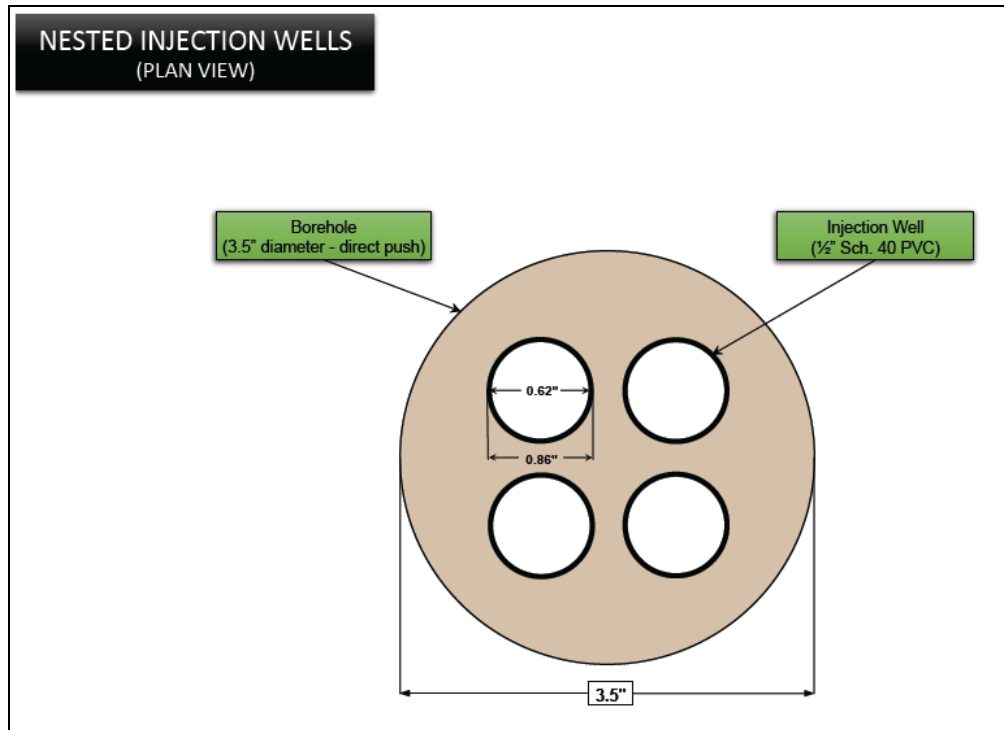 NESTED INJECTION WELLS
(PLAN VIEW)
Borehole
(3.5" diameter - direct push)
Injection Well
(½" Sch. 40 PVC)
0.62"
0.86"
3.5"